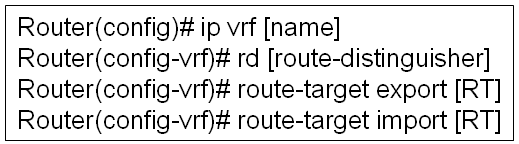 Router(config)# ip vrf [name]
Router(config-vrf)# rd [route-distinguisher]
Router(config-vrf)# route-target export [RT]
Router(config-vrf)# route-target import [RT]